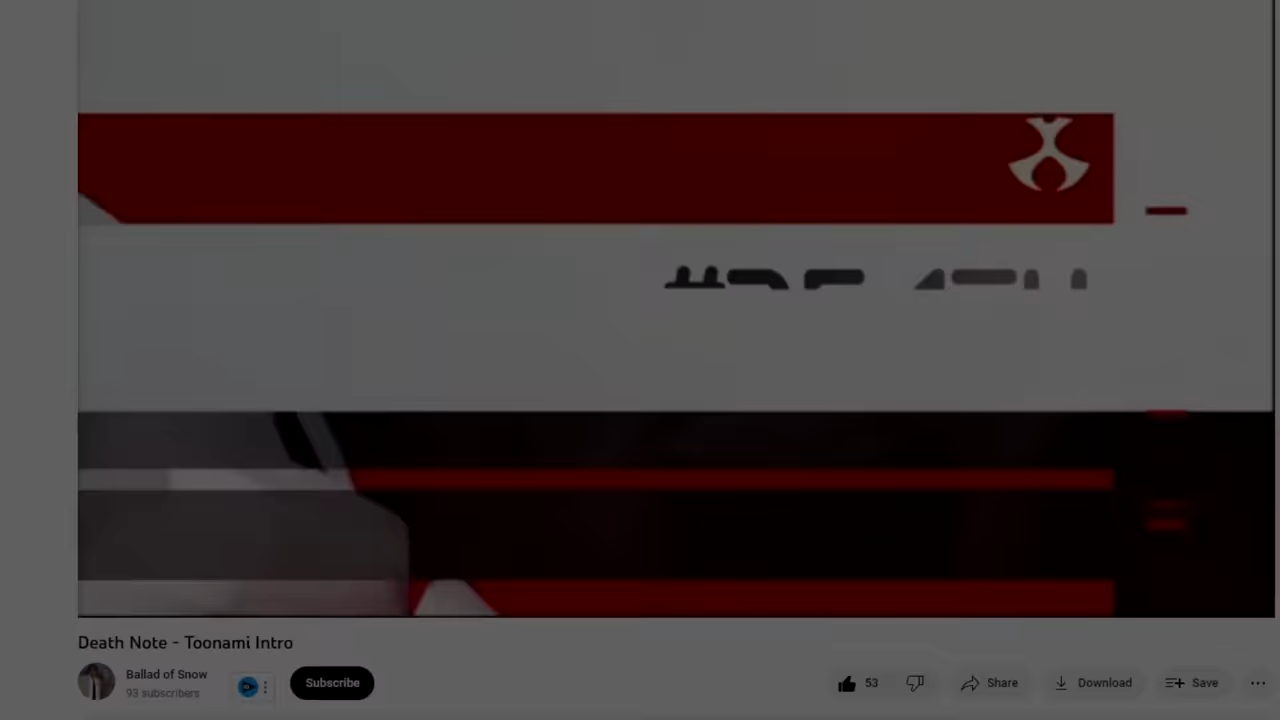 Death Note - Toonami Intro
Ballad of Snow
93 subscribers
Subscribe
53
Share
Download
Save